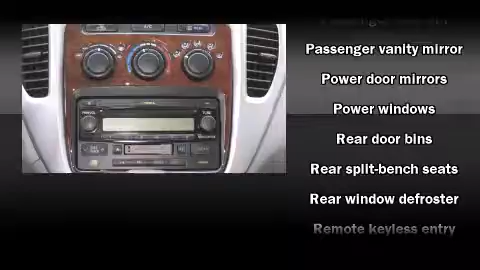 A/C
Passenger vanity mirror
Power door mirrors
Power windows
Rear door bins
Rear split-bench seats
Rear window defroster
Remote keyless entry